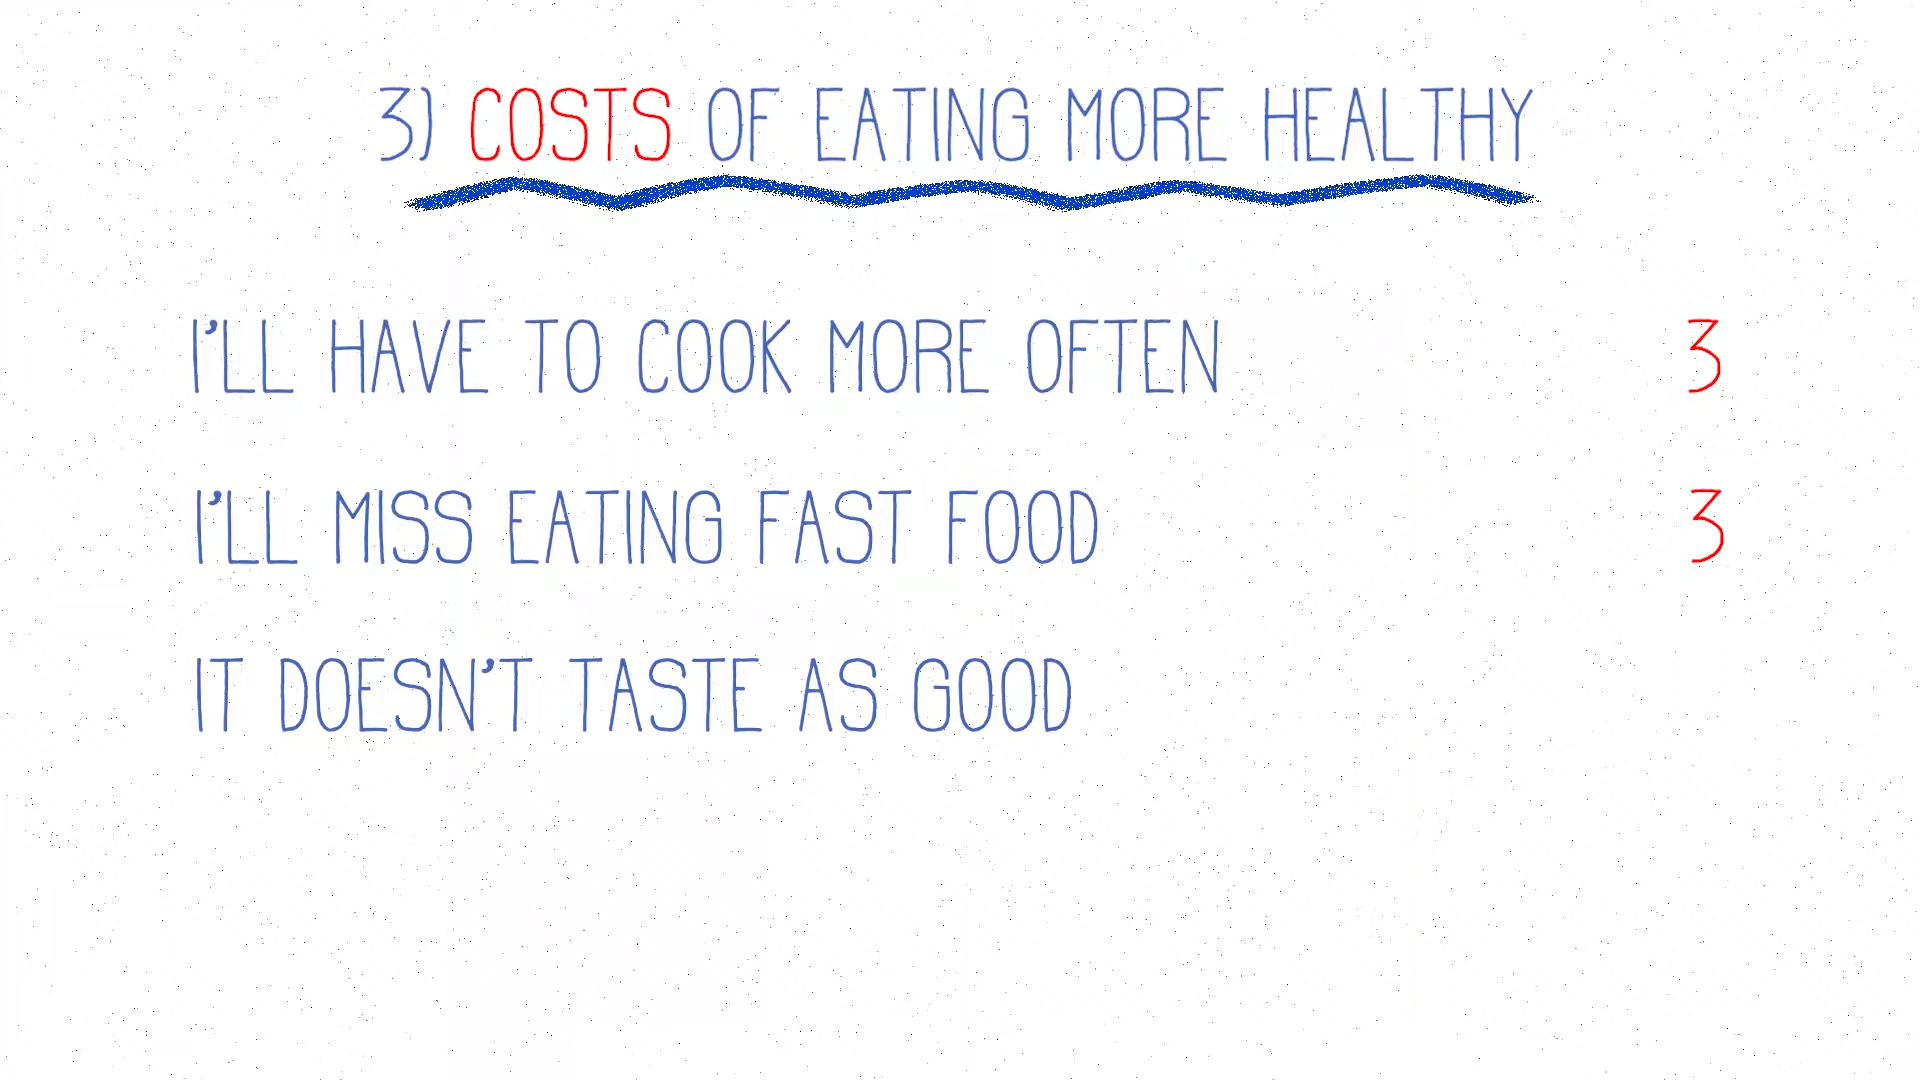 3) COSTS OF EATING MORE HEALTHY
I'LL HAVE TO COOK MORE OFTEN 3
I'LL MISS EATING FAST FOOD 3
IT DOESN'T TASTE AS GOOD